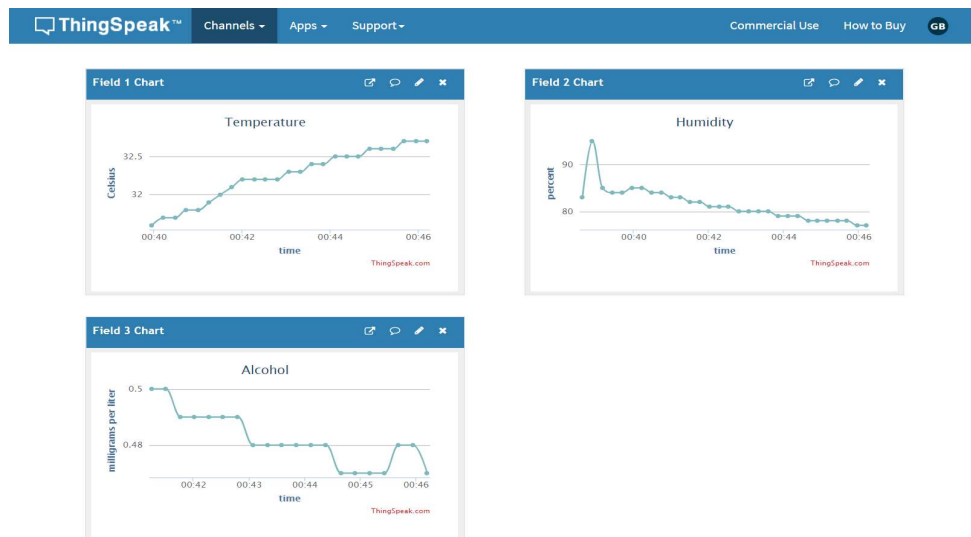 ThingSpeak™ Channels Apps Support Commercial Use How to Buy GB
Field 1 Chart
Temperature
Celsius
32.5
32
00:40 00:42 00:44 00:46
time
ThingSpeak.com
Field 2 Chart
Humidity
percent
90
80
00:40 00:42 00:44 00:46
time
ThingSpeak.com
Field 3 Chart
Alcohol
milligrams per liter
0.5
0.48
00:42 00:43 00:44 00:45 00:46
time
ThingSpeak.com